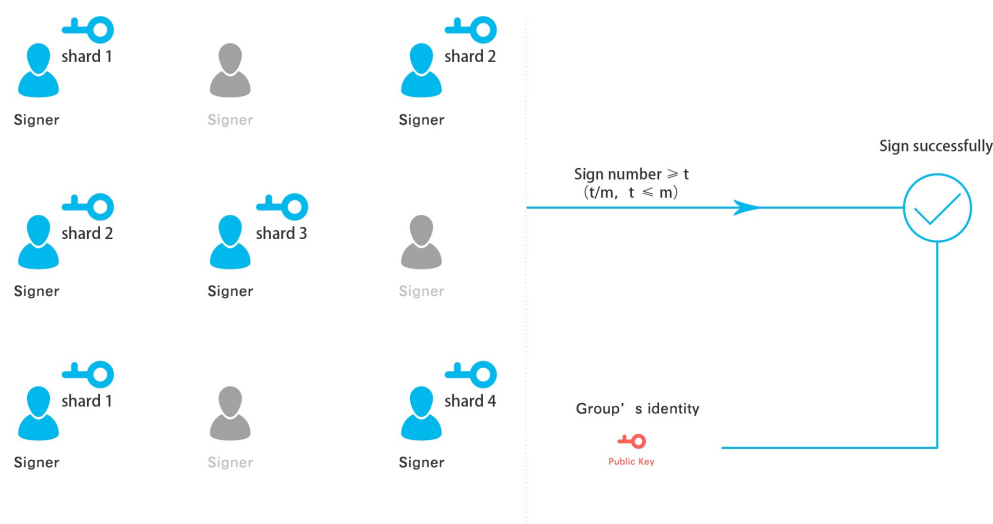 shard 1
shard 2
Signer
Signer
Signer
shard 2
shard 3
Signer
Signer
Signer
shard 1
shard 4
Signer
Signer
Signer
Sign number ⩾ t
(t/m, t ⩽ m)
Sign successfully
Group’s identity
Public Key